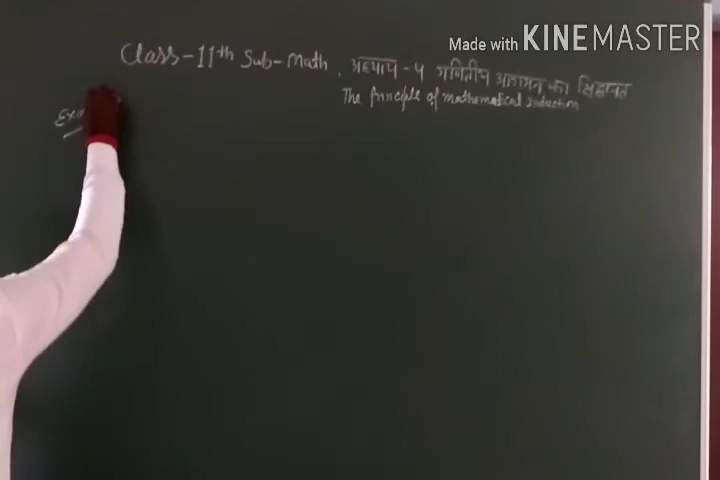 Made with KINEMASTER
Class-11th Sub-Math, अध्याय-4 गणितीय आगमन का सिद्धान्त
The Principle of mathematical induction